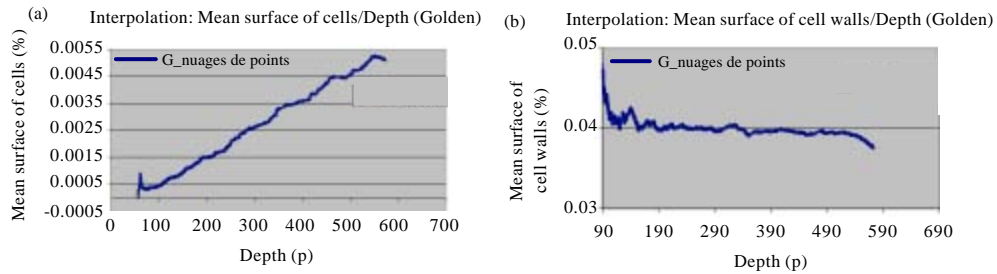 (a)
Interpolation: Mean surface of cells/Depth (Golden)
Mean surface of cells (%)
0.0055
0.0045
0.0035
0.0025
0.0015
0.0005
-0.0005
G_nuages de points
0 100 200 300 400 500 600 700
Depth (p)
(b)
Interpolation: Mean surface of cell walls/Depth (Golden)
Mean surface of
cell walls (%)
0.05
0.04
0.03
G_nuages de points
90 190 290 390 490 590 690
Depth (p)